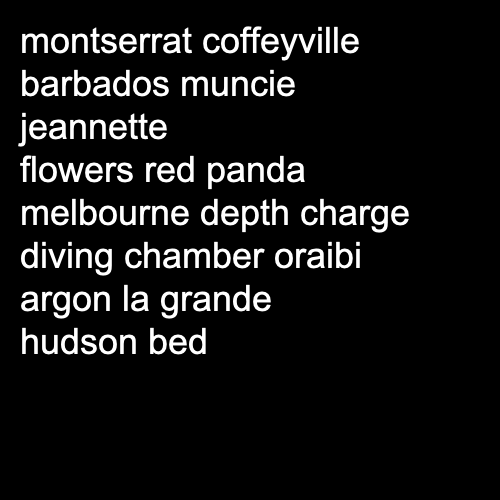 montserrat coffeyville
barbados muncie
jeannette
flowers red panda
melbourne depth charge
diving chamber oraibi
argon la grande
hudson bed